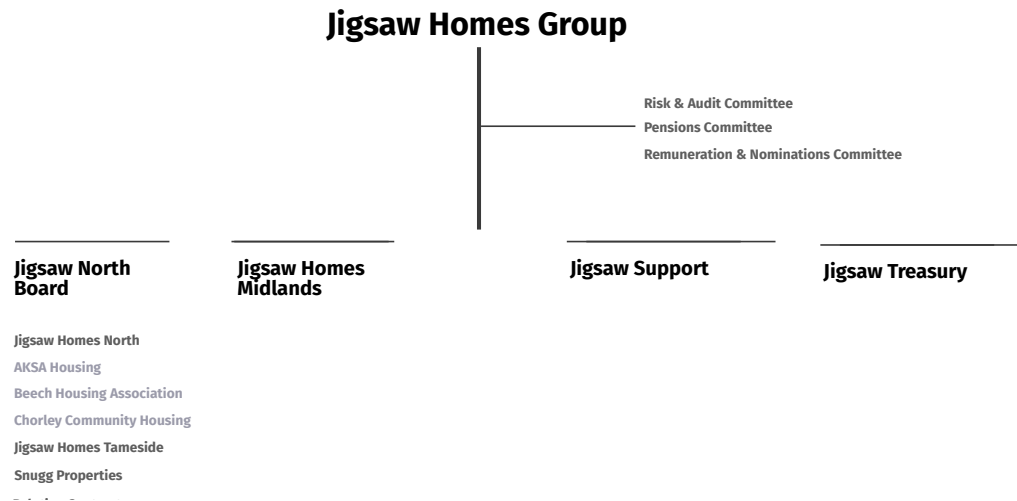 Jigsaw Homes Group
Risk & Audit Committee
Pensions Committee
Remuneration & Nominations Committee
Jigsaw North
Board
Jigsaw Homes
Midlands
Jigsaw Support
Jigsaw Treasury
Jigsaw Homes North
AKSA Housing
Beech Housing Association
Chorley Community Housing
Jigsaw Homes Tameside
Snugg Properties